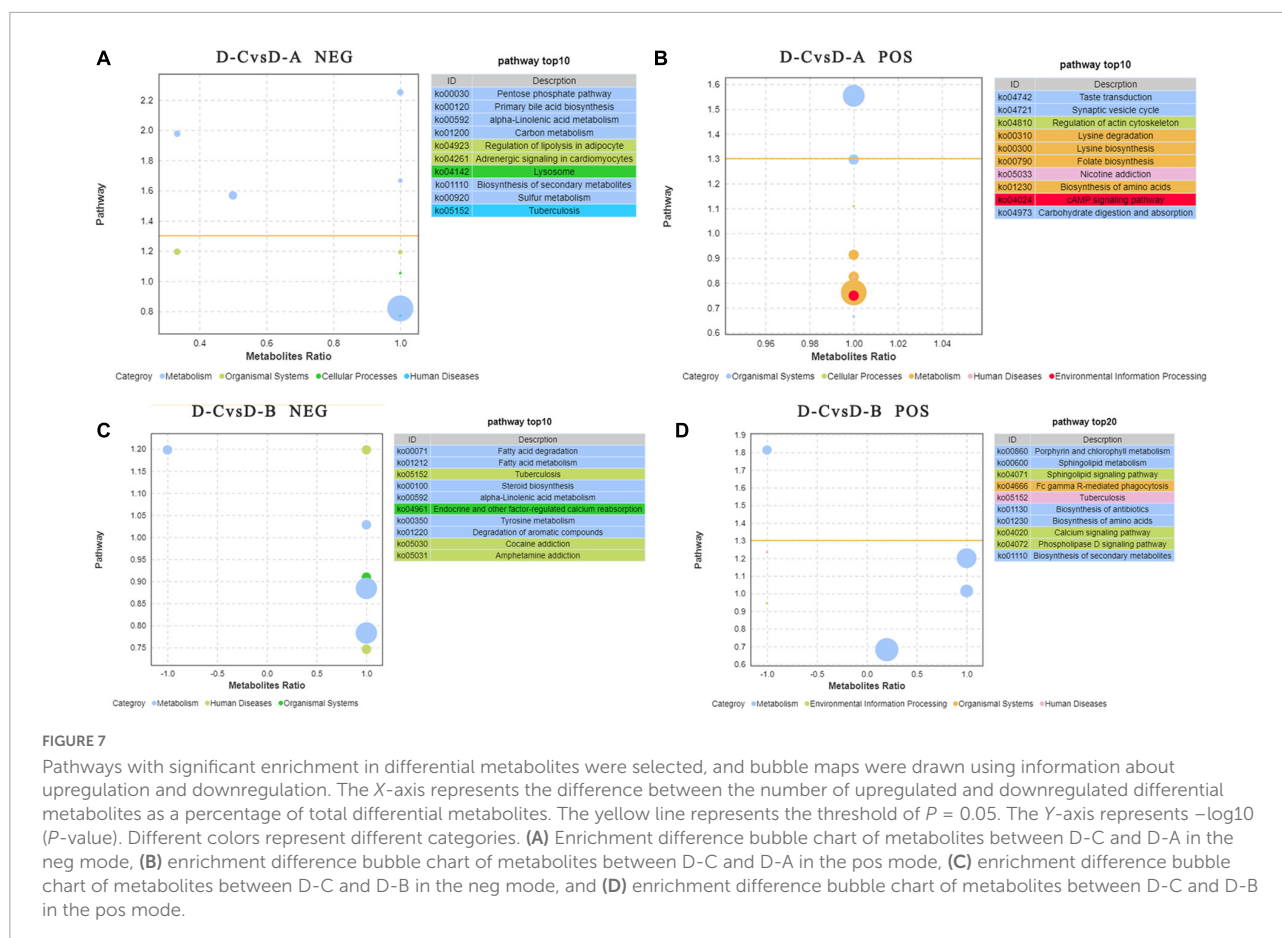 A
D-CvsD-A NEG
Pathway
2.2
2.0
1.8
1.6
1.4
1.2
1.0
0.8
0.4 0.6 0.8 1.0
Metabolites Ratio
pathway top10
ID Descrption
ko00030 Pentose phosphate pathway
ko00120 Primary bile acid biosynthesis
ko00592 alpha-Linolenic acid metabolism
ko01200 Carbon metabolism
ko04923 Regulation of lipolysis in adipocyte
ko04261 Adrenergic signaling in cardiomyocytes
ko04142 Lysosome
ko01110 Biosynthesis of secondary metabolites
ko00920 Sulfur metabolism
ko05152 Tuberculosis
Categroy Metabolism Organismal Systems Cellular Processes Human Diseases
B
D-CvsD-A POS
Pathway
1.6
1.5
1.4
1.3
1.2
1.1
1.0
0.9
0.8
0.7
0.6
0.96 0.98 1.00 1.02 1.04
Metabolites Ratio
pathway top10
ID Descrption
ko04742 Taste transduction
ko04721 Synaptic vesicle cycle
ko04810 Regulation of actin cytoskeleton
ko00310 Lysine degradation
ko00300 Lysine biosynthesis
ko00790 Folate biosynthesis
ko05033 Nicotine addiction
ko01230 Biosynthesis of amino acids
ko04024 cAMP signaling pathway
ko04973 Carbohydrate digestion and absorption
Categroy Organismal Systems Cellular Processes Metabolism Human Diseases Environmental Information Processing
C
D-CvsD-B NEG
Pathway
1.20
1.15
1.10
1.05
1.00
0.95
0.90
0.85
0.80
0.75
-1.0 -0.5 0.0 0.5 1.0
Metabolites Ratio
pathway top10
ID Descrption
ko00071 Fatty acid degradation
ko01212 Fatty acid metabolism
ko05152 Tuberculosis
ko00100 Steroid biosynthesis
ko00592 alpha-Linolenic acid metabolism
ko04961 Endocrine and other factor-regulated calcium reabsorption
ko00350 Tyrosine metabolism
ko01220 Degradation of aromatic compounds
ko05030 Cocaine addiction
ko05031 Amphetamine addiction
Categroy Metabolism Human Diseases Organismal Systems
D
D-CvsD-B POS
Pathway
1.9
1.8
1.7
1.6
1.5
1.4
1.3
1.2
1.1
1.0
0.9
0.8
0.7
0.6
-1.0 -0.5 0.0 0.5 1.0
Metabolites Ratio
pathway top20
ID Descrption
ko00860 Porphyrin and chlorophyll metabolism
ko00600 Sphingolipid metabolism
ko04071 Sphingolipid signaling pathway
ko04666 Fc gamma R-mediated phagocytosis
ko05152 Tuberculosis
ko01130 Biosynthesis of antibiotics
ko01230 Biosynthesis of amino acids
ko04020 Calcium signaling pathway
ko04072 Phospholipase D signaling pathway
ko01110 Biosynthesis of secondary metabolites
Categroy Metabolism Environmental Information Processing Organismal Systems Human Diseases
FIGURE 7
Pathways with significant enrichment in differential metabolites were selected, and bubble maps were drawn using information about
upregulation and downregulation. The X-axis represents the difference between the number of upregulated and downregulated differential
metabolites as a percentage of total differential metabolites. The yellow line represents the threshold of P = 0.05. The Y-axis represents –log10
(P-value). Different colors represent different categories. (A) Enrichment difference bubble chart of metabolites between D-C and D-A in the
neg mode, (B) enrichment difference bubble chart of metabolites between D-C and D-A in the pos mode, (C) enrichment difference bubble
chart of metabolites between D-C and D-B in the neg mode, and (D) enrichment difference bubble chart of metabolites between D-C and D-B
in the pos mode.